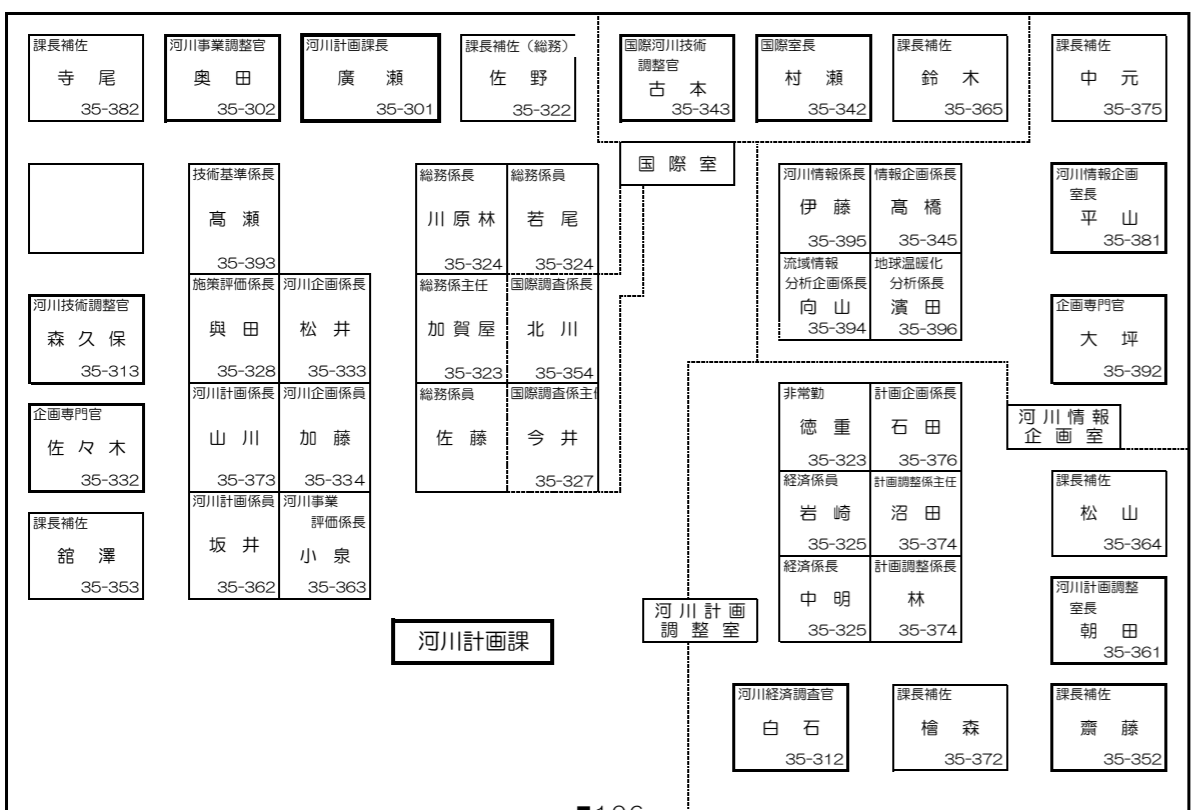 課長補佐
寺 尾
35-382
河川事業調整官
奥 田
35-302
河川計画課長
廣 瀬
35-301
課長補佐（総務）
佐 野
35-322
国際河川技術
調整官
古 本
35-343
国際室長
村 瀬
35-342
課長補佐
鈴 木
35-365
課長補佐
中 元
35-375
国 際 室
技術基準係長
髙 瀬
35-393
総務係長
川 原 林
35-324
総務係員
若 尾
35-324
河川情報係長
伊 藤
35-395
情報企画係長
髙 橋
35-345
河川情報企画
室長
平 山
35-381
流域情報
分析企画係長
向 山
35-394
地球温暖化
分析係長
濱 田
35-396
河川技術調整官
森 久 保
35-313
施策評価係長
與 田
35-328
河川企画係長
松 井
35-333
総務係主任
加 賀 屋
35-323
国際調査係長
北 川
35-354
企画専門官
大 坪
35-392
企画専門官
佐 々 木
35-332
河川計画係長
山 川
35-373
河川企画係員
加 藤
35-334
総務係員
佐 藤
国際調査係主
今 井
35-327
非常勤
徳 重
35-323
計画企画係長
石 田
35-376
河 川 情 報
企 画 室
課長補佐
舘 澤
35-353
河川計画係員
坂 井
35-362
河川事業
評価係長
小 泉
35-363
経済係員
岩 崎
35-325
計画調整係主任
沼 田
35-374
課長補佐
松 山
35-364
経済係長
中 明
35-325
計画調整係長
林
35-374
河川計画調整
室長
朝 田
35-361
河 川 計 画
調 整 室
河川計画課
河川経済調査官
白 石
35-312
課長補佐
檜 森
35-372
課長補佐
齋 藤
35-352